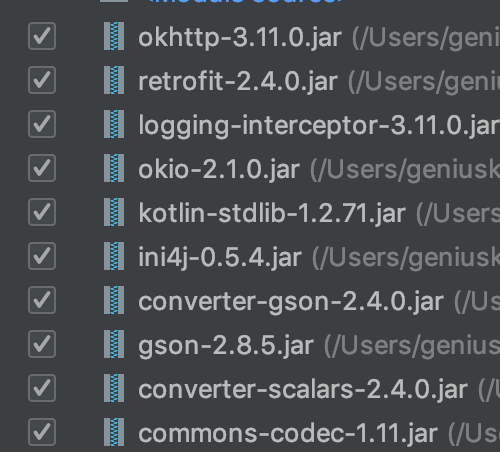 <Module source>
okhttp-3.11.0.jar (/Users/geni
retrofit-2.4.0.jar (/Users/geni
logging-interceptor-3.11.0.jar
okio-2.1.0.jar (/Users/geniusk
kotlin-stdlib-1.2.71.jar (/Users
ini4j-0.5.4.jar (/Users/geniusk
converter-gson-2.4.0.jar (/Us
gson-2.8.5.jar (/Users/genius
converter-scalars-2.4.0.jar (/U
commons-codec-1.11.jar (/Us